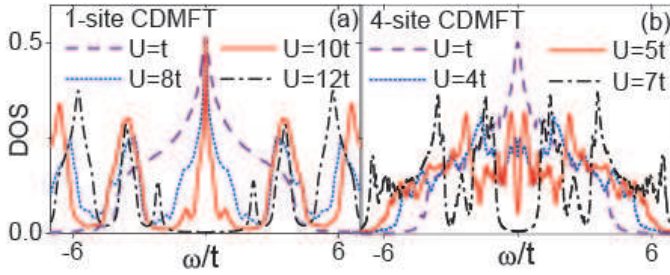 1-site CDMFT (a)
U=t U=10t
U=8t U=12t
4-site CDMFT (b)
U=t U=5t
U=4t U=7t
DOS
0.5
0.0
-6 ω/t 6
-6 ω/t 6